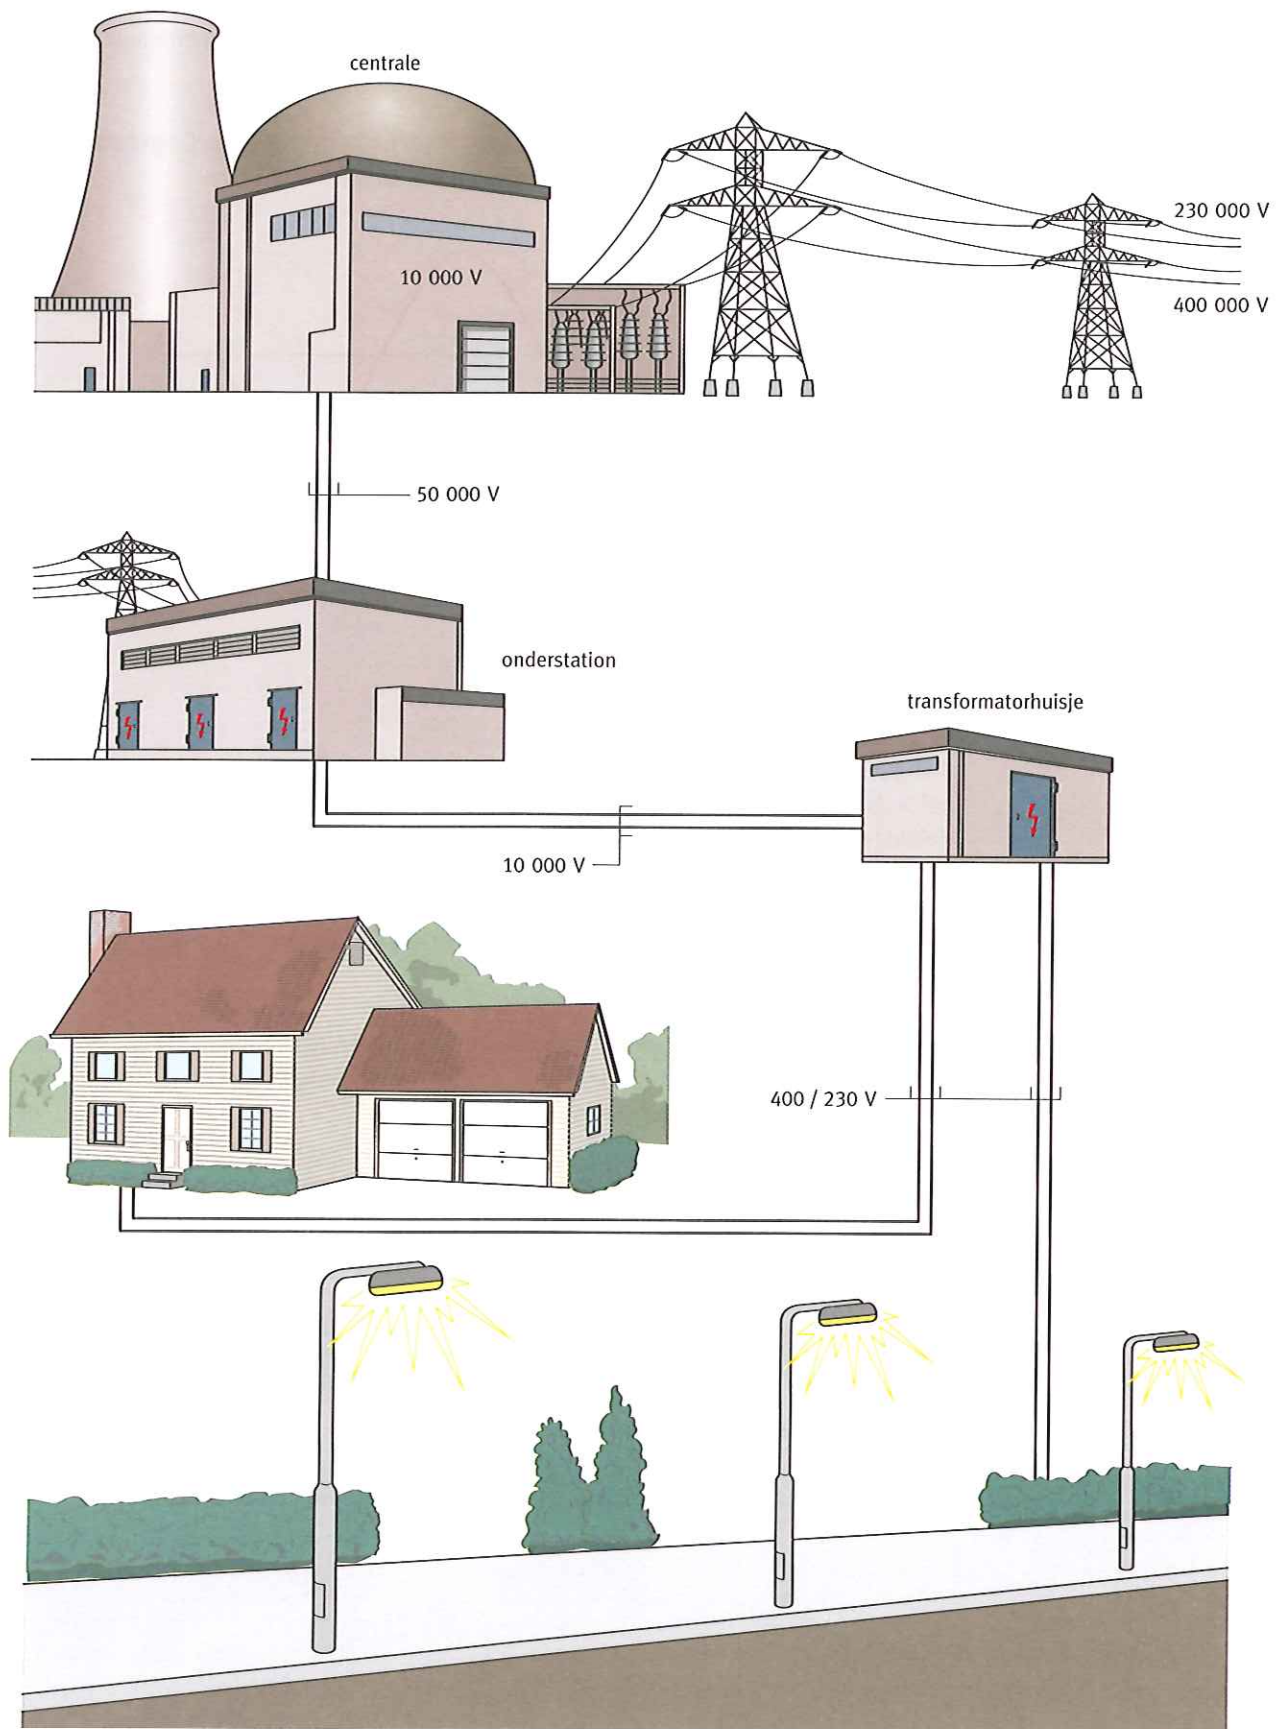 centrale
230 000 V
10 000 V
400 000 V
50 000 V
onderstation
transformatorhuisje
10 000 V
400 / 230 V